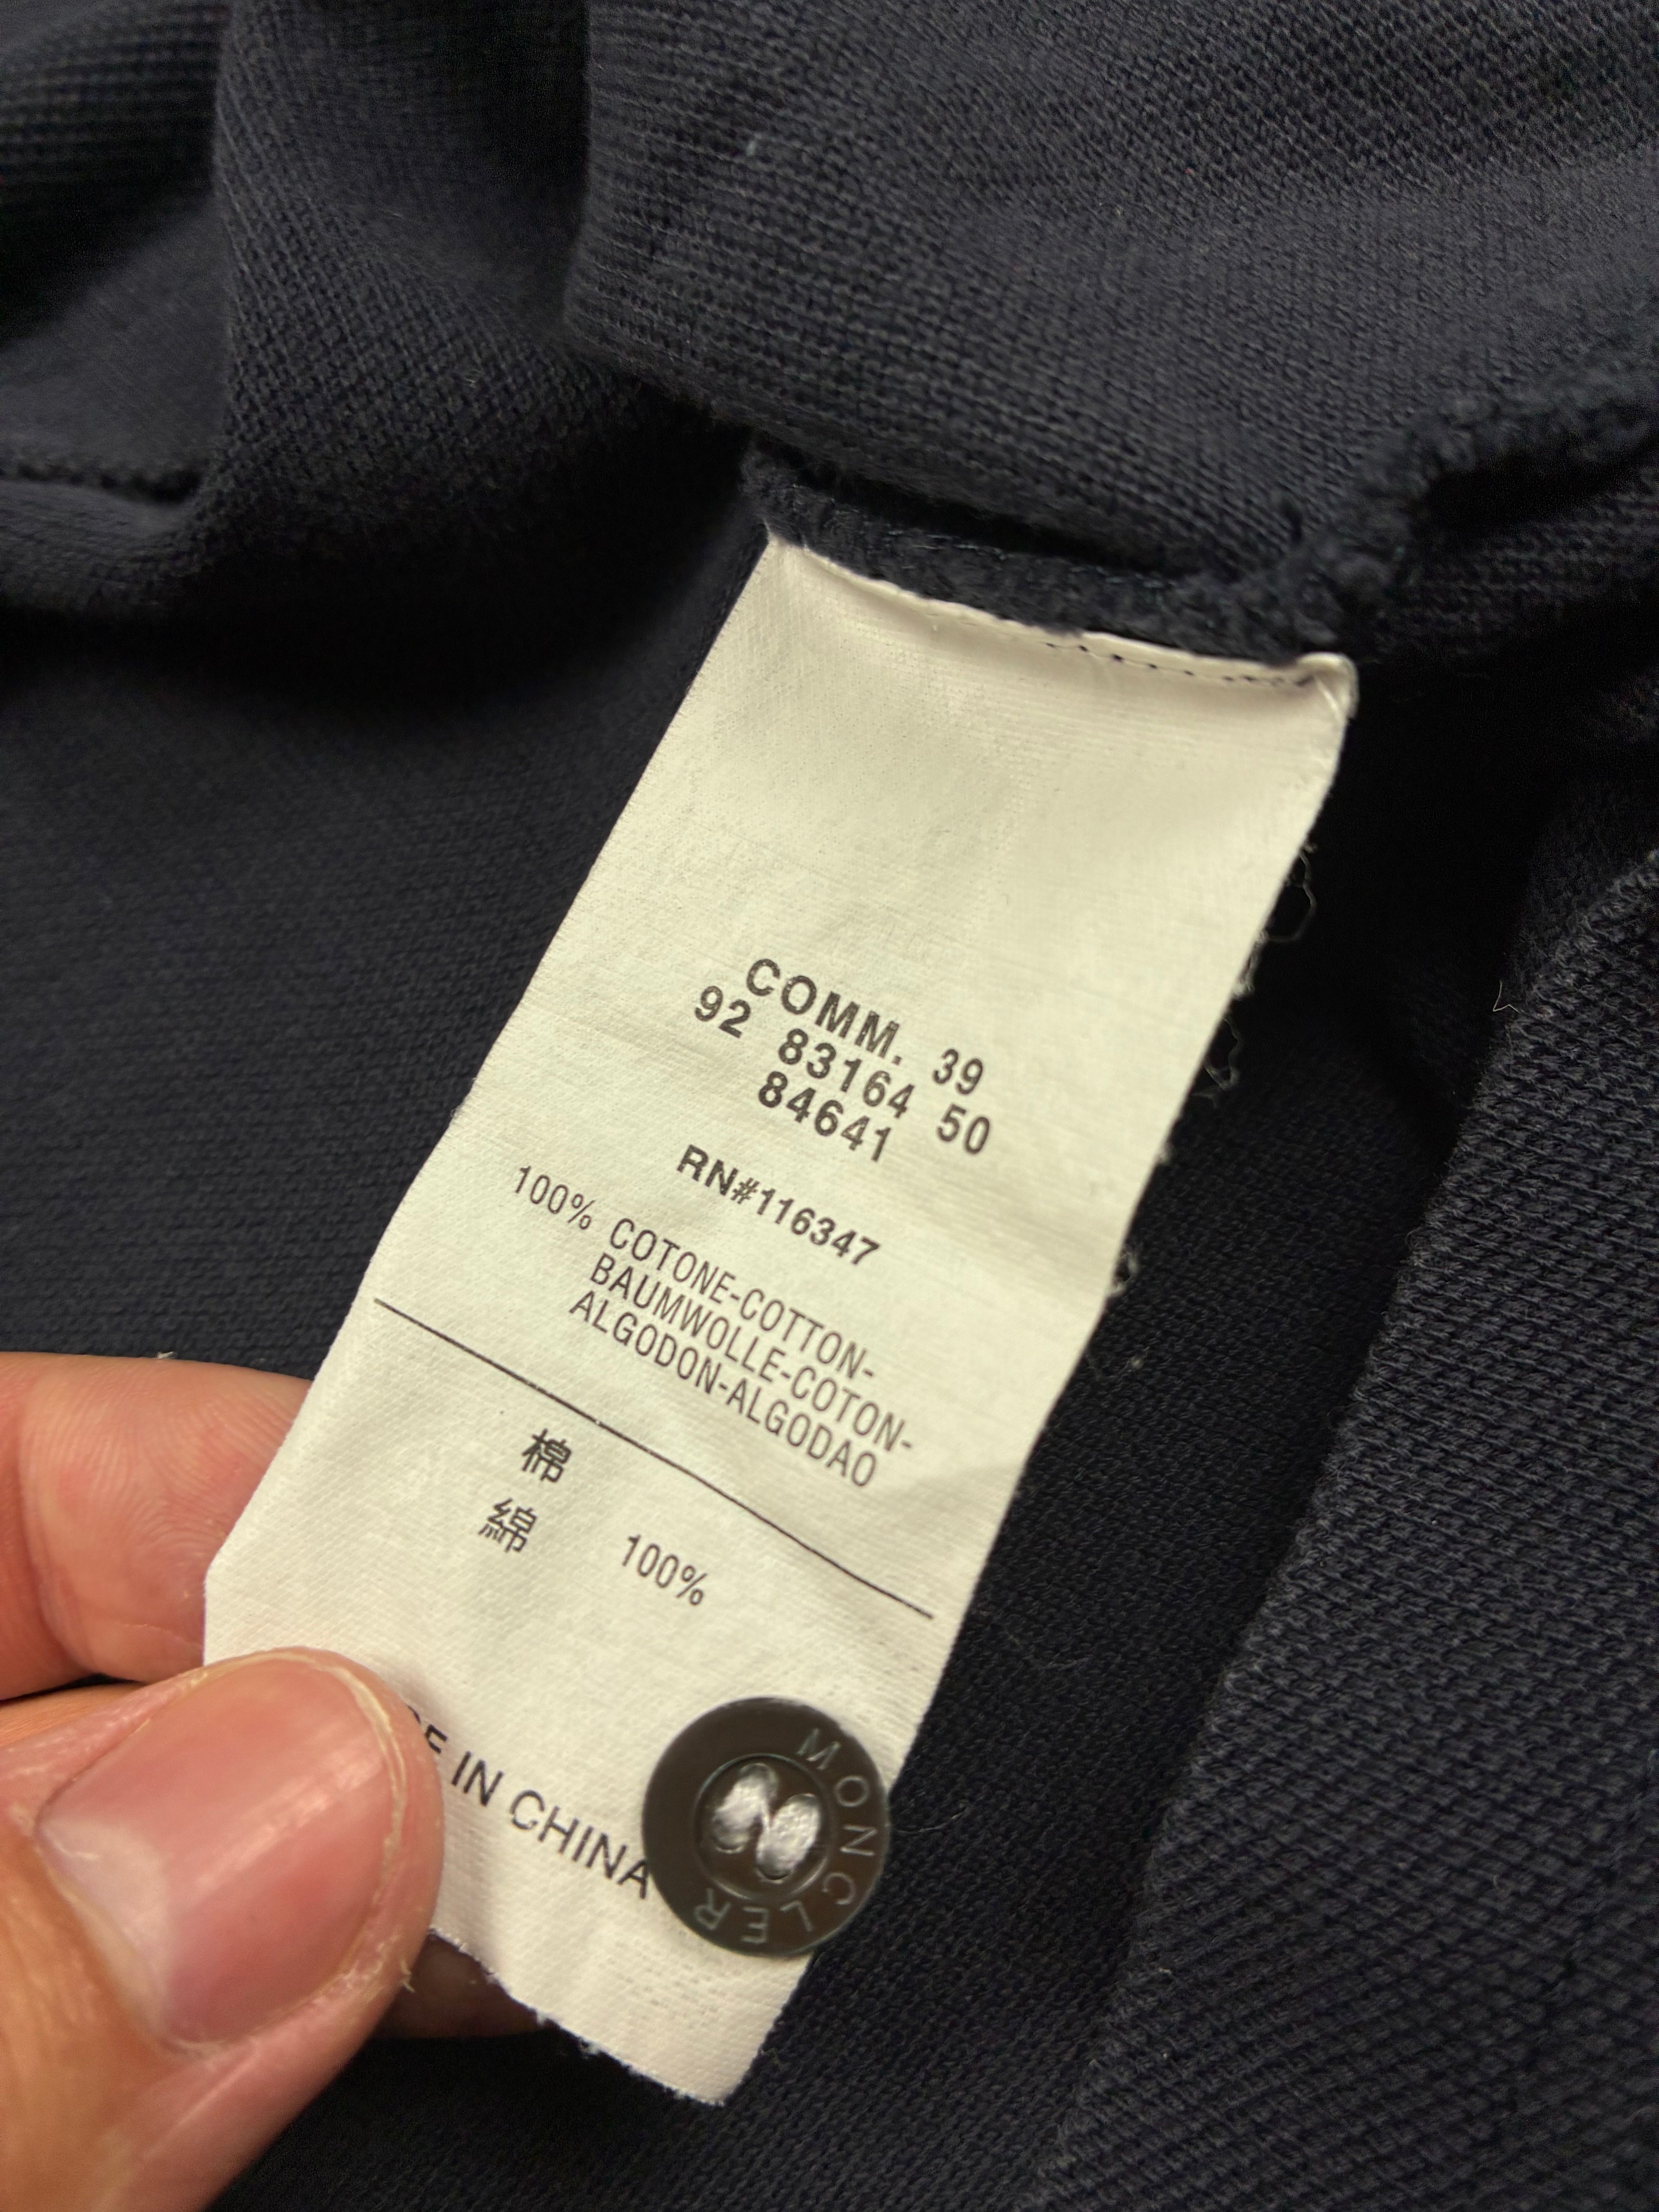 COMM. 39
92 83164 50
84641
RN#116347
100% COTONE-COTTON-
BAUMWOLLE-COTON-
ALGODON-ALGODAO
棉
綿 100%
IN CHINA
MONCLER